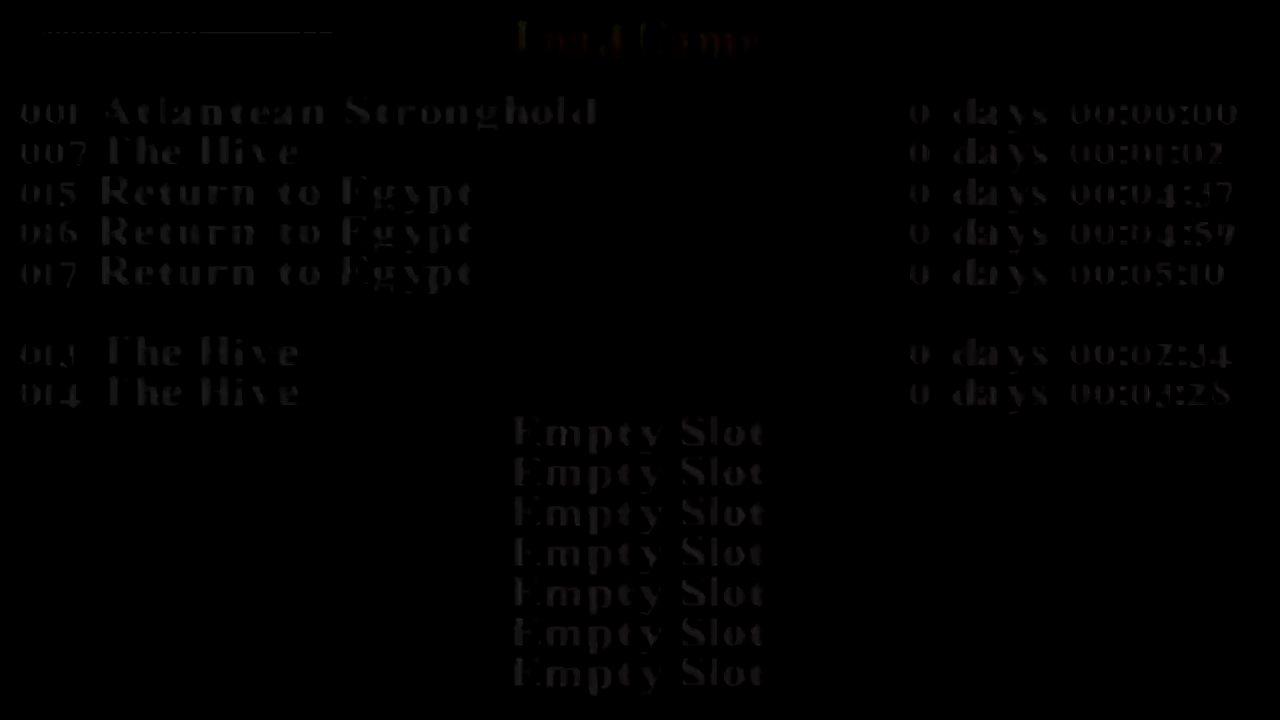 Load Game
001 Atlantean Stronghold 0 days 00:00:00
007 The Hive 0 days 00:01:02
015 Return to Egypt 0 days 00:04:37
016 Return to Egypt 0 days 00:04:59
017 Return to Egypt 0 days 00:05:10
013 The Hive 0 days 00:02:34
014 The Hive 0 days 00:03:28
Empty Slot
Empty Slot
Empty Slot
Empty Slot
Empty Slot
Empty Slot
Empty Slot